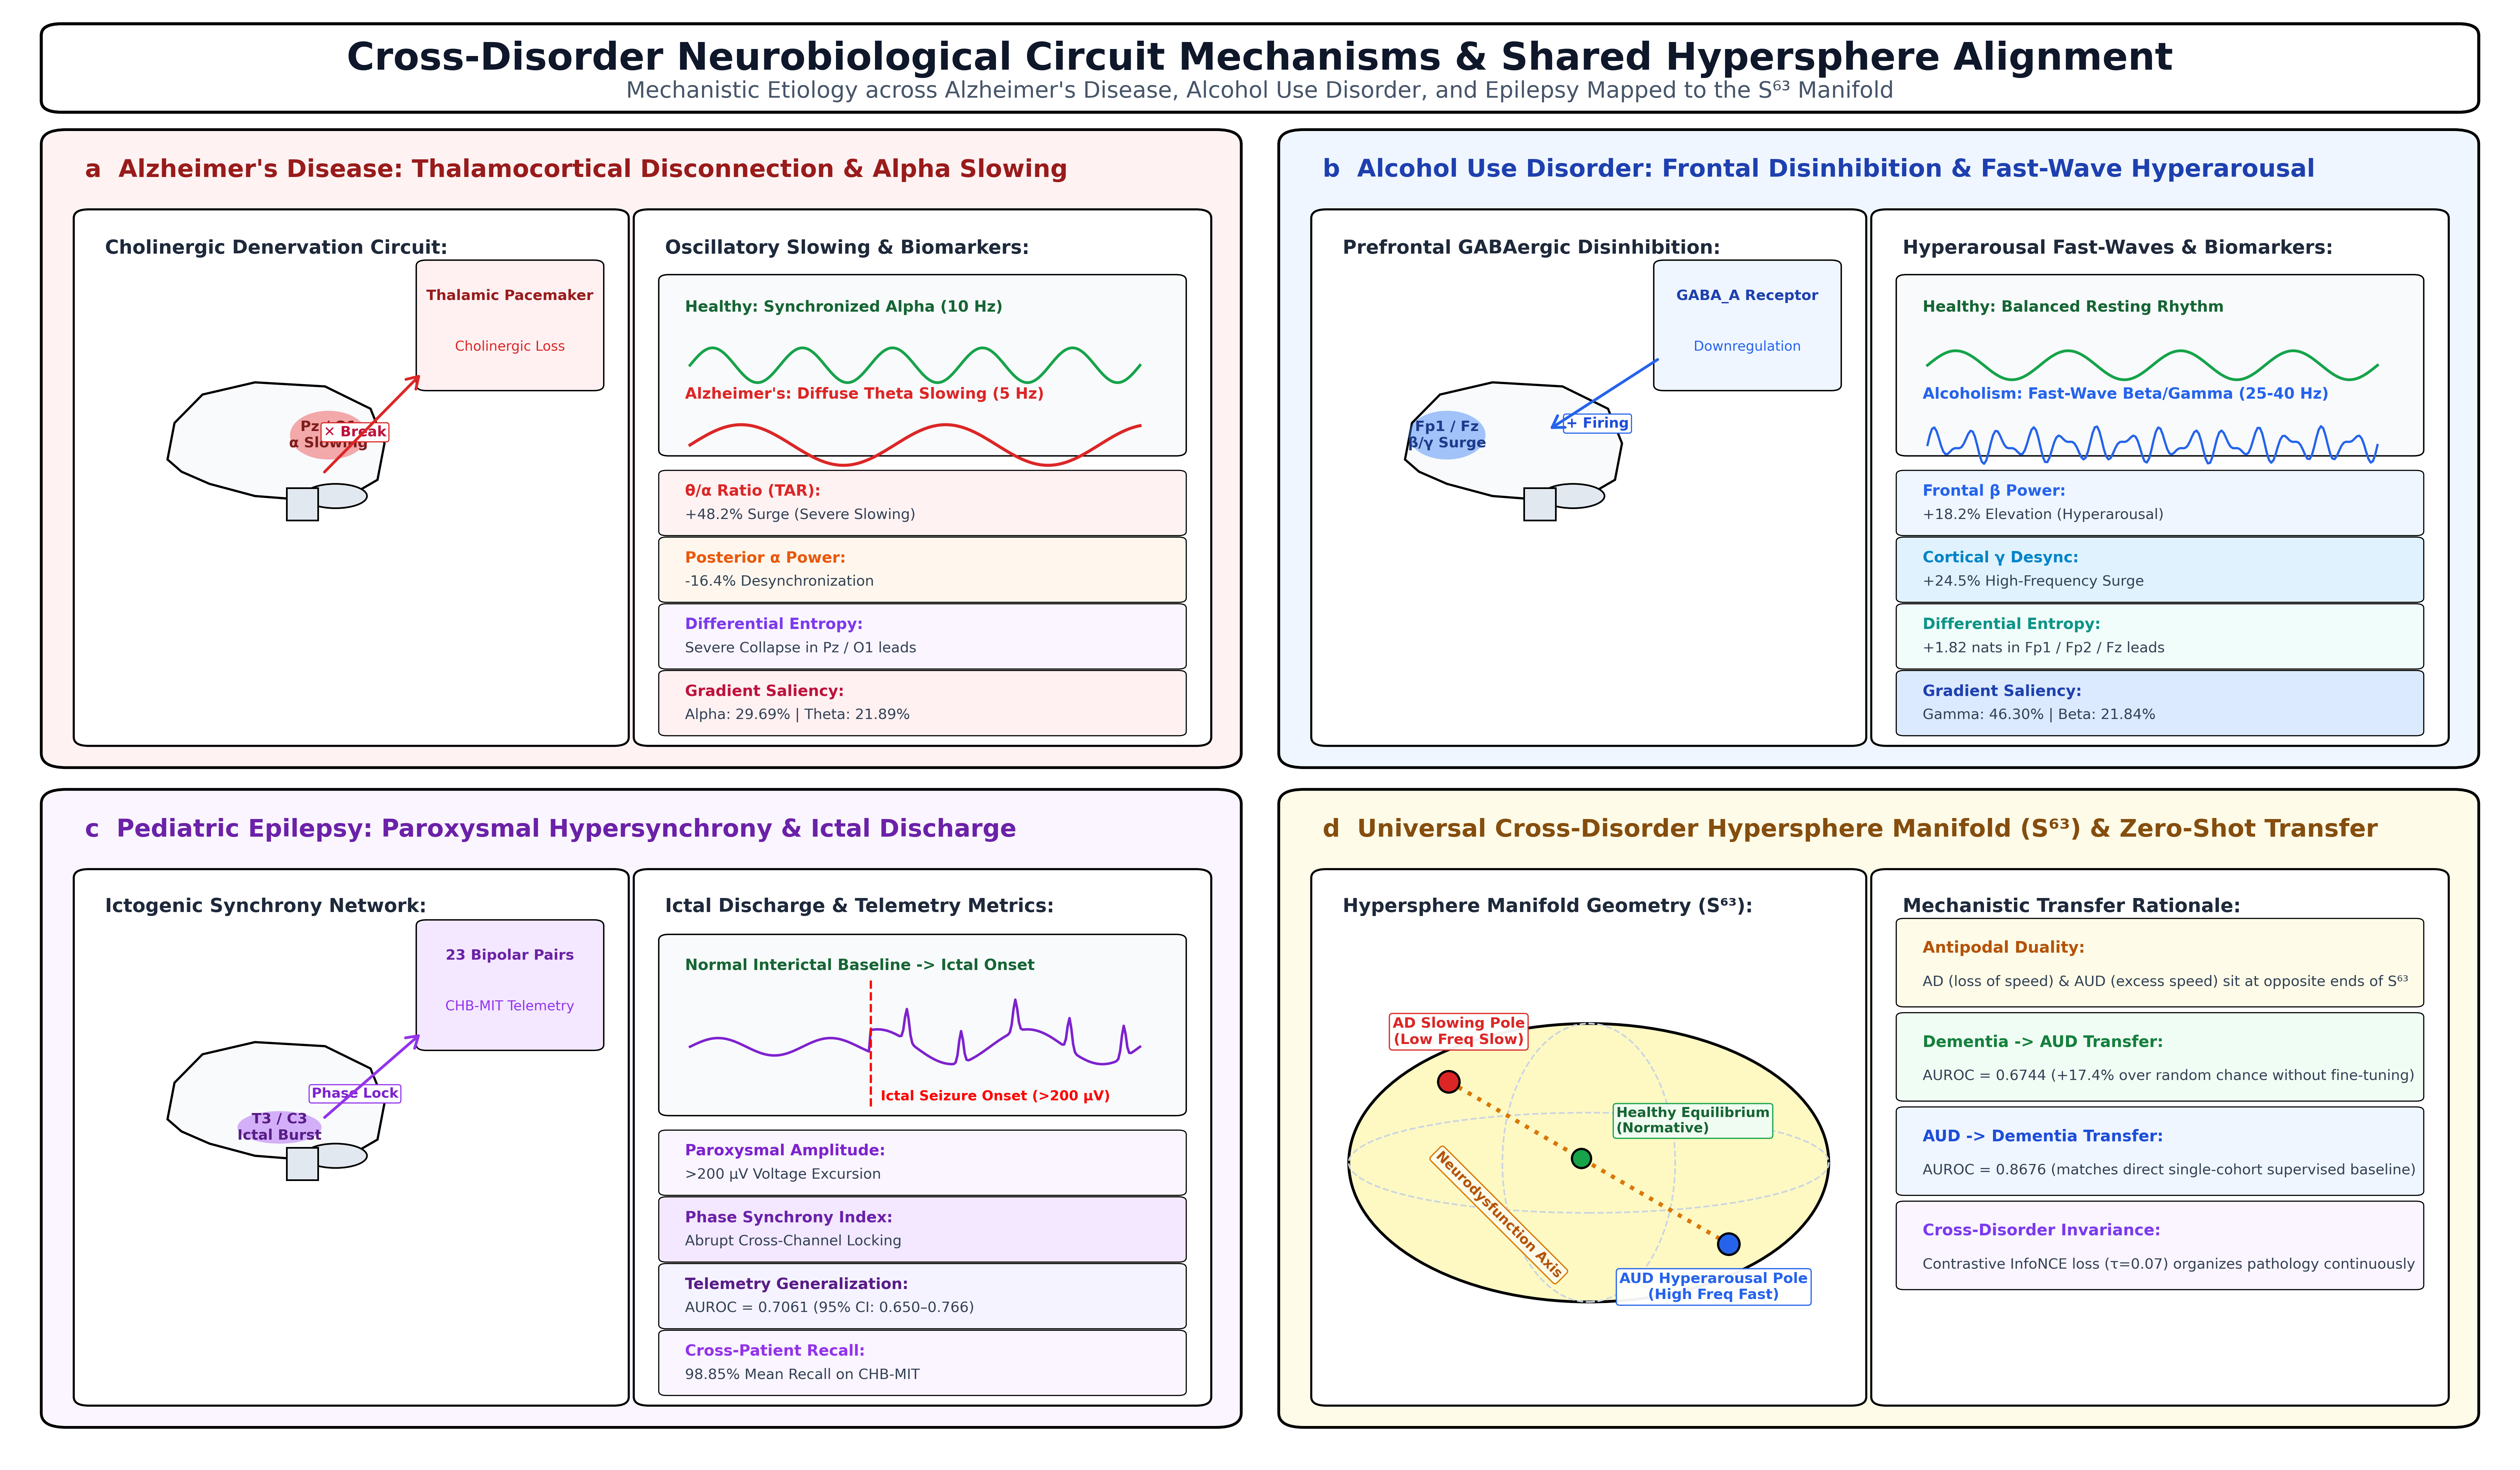 Cross-Disorder Neurobiological Circuit Mechanisms & Shared Hypersphere Alignment
Mechanistic Etiology across Alzheimer's Disease, Alcohol Use Disorder, and Epilepsy Mapped to the S⁶³ Manifold
a Alzheimer's Disease: Thalamocortical Disconnection & Alpha Slowing
Cholinergic Denervation Circuit:
Thalamic Pacemaker
Cholinergic Loss
Pz /
α Slowing
× Break
Oscillatory Slowing & Biomarkers:
Healthy: Synchronized Alpha (10 Hz)
Alzheimer's: Diffuse Theta Slowing (5 Hz)
θ/α Ratio (TAR):
+48.2% Surge (Severe Slowing)
Posterior α Power:
-16.4% Desynchronization
Differential Entropy:
Severe Collapse in Pz / O1 leads
Gradient Saliency:
Alpha: 29.69% | Theta: 21.89%
b Alcohol Use Disorder: Frontal Disinhibition & Fast-Wave Hyperarousal
Prefrontal GABAergic Disinhibition:
GABA_A Receptor
Downregulation
+ Firing
Fp1 / Fz
β/γ Surge
Hyperarousal Fast-Waves & Biomarkers:
Healthy: Balanced Resting Rhythm
Alcoholism: Fast-Wave Beta/Gamma (25-40 Hz)
Frontal β Power:
+18.2% Elevation (Hyperarousal)
Cortical γ Desync:
+24.5% High-Frequency Surge
Differential Entropy:
+1.82 nats in Fp1 / Fp2 / Fz leads
Gradient Saliency:
Gamma: 46.30% | Beta: 21.84%
c Pediatric Epilepsy: Paroxysmal Hypersynchrony & Ictal Discharge
Ictogenic Synchrony Network:
23 Bipolar Pairs
CHB-MIT Telemetry
Phase Lock
T3 / C3
Ictal Burst
Ictal Discharge & Telemetry Metrics:
Normal Interictal Baseline -> Ictal Onset
Ictal Seizure Onset (>200 μV)
Paroxysmal Amplitude:
>200 μV Voltage Excursion
Phase Synchrony Index:
Abrupt Cross-Channel Locking
Telemetry Generalization:
AUROC = 0.7061 (95% CI: 0.650–0.766)
Cross-Patient Recall:
98.85% Mean Recall on CHB-MIT
d Universal Cross-Disorder Hypersphere Manifold (S⁶³) & Zero-Shot Transfer
Hypersphere Manifold Geometry (S⁶³):
AD Slowing Pole
(Low Freq Slow)
Healthy Equilibrium
(Normative)
Neurodysfunction Axis
AUD Hyperarousal Pole
(High Freq Fast)
Mechanistic Transfer Rationale:
Antipodal Duality:
AD (loss of speed) & AUD (excess speed) sit at opposite ends of S⁶³
Dementia -> AUD Transfer:
AUROC = 0.6744 (+17.4% over random chance without fine-tuning)
AUD -> Dementia Transfer:
AUROC = 0.8676 (matches direct single-cohort supervised baseline)
Cross-Disorder Invariance:
Contrastive InfoNCE loss (τ=0.07) organizes pathology continuously